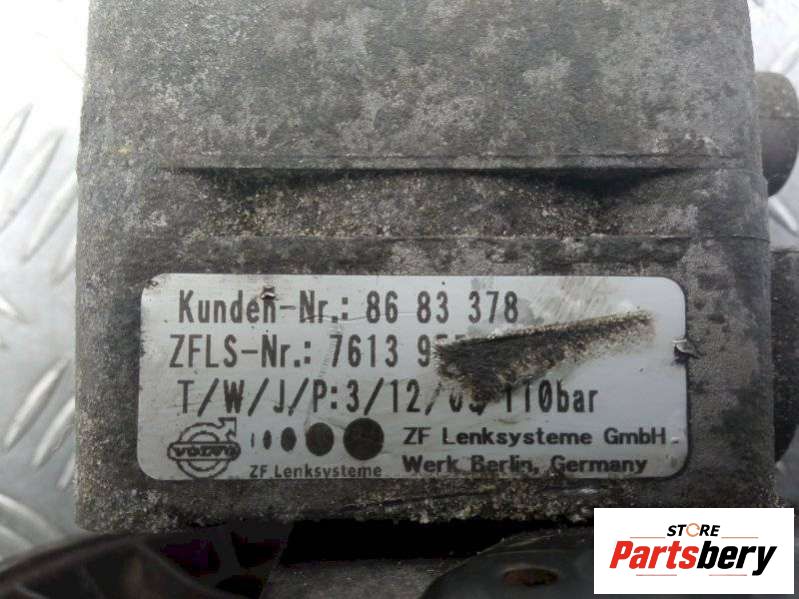 Kunden-Nr.: 86 83 378
ZFLS-Nr.: 7613
T/W/J/P:3/12/ 110bar
VOLVO
ZF Lenksysteme GmbH
ZF Lenksysteme
Werk Berlin, Germany
STORE
Partsbery